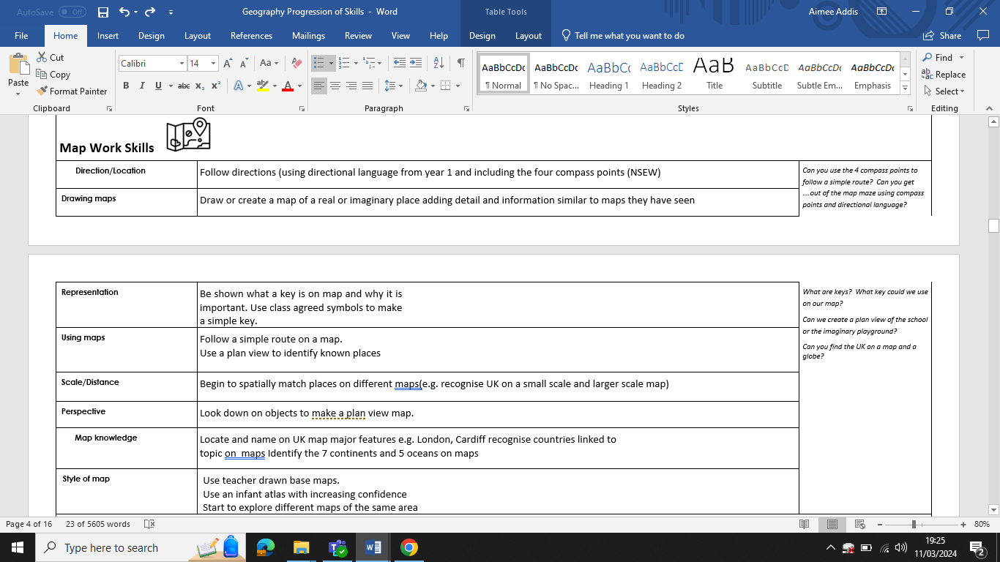 AutoSave Off
Geography Progression of Skills - Word
Table Tools
Aimee Addis
File Home Insert Design Layout References Mailings Review View Help Design Layout Tell me what you want to do Share
Paste
Cut
Copy
Format Painter
Calibri 14
Clipboard Font Paragraph Styles Editing
AaBbCcDc AaBbCcDc AaBbCc AaBbCcE AaB AaBbCcD AaBbCcDc AaBbCcDc
¶ Normal ¶ No Spac... Heading 1 Heading 2 Title Subtitle Subtle Em... Emphasis
Find
Replace
Select
Map Work Skills
Direction/Location
Follow directions (using directional language from year 1 and including the four compass points (NSEW)
Can you use the 4 compass points to
follow a simple route? Can you get
....out of the map maze using compass
points and directional language?
Drawing maps
Draw or create a map of a real or imaginary place adding detail and information similar to maps they have seen
Representation
Be shown what a key is on map and why it is
important. Use class agreed symbols to make
a simple key.
What are keys? What key could we use
on our map?
Can we create a plan view of the school
or the imaginary playground?
Can you find the UK on a map and a
globe?
Using maps
Follow a simple route on a map.
Use a plan view to identify known places
Scale/Distance
Begin to spatially match places on different maps(e.g. recognise UK on a small scale and larger scale map)
Perspective
Look down on objects to make a plan view map.
Map knowledge
Locate and name on UK map major features e.g. London, Cardiff recognise countries linked to
topic on maps Identify the 7 continents and 5 oceans on maps
Style of map
Use teacher drawn base maps.
Use an infant atlas with increasing confidence
Start to explore different maps of the same area
Page 4 of 16 23 of 5605 words
80%
Type here to search
19:25
11/03/2024
2